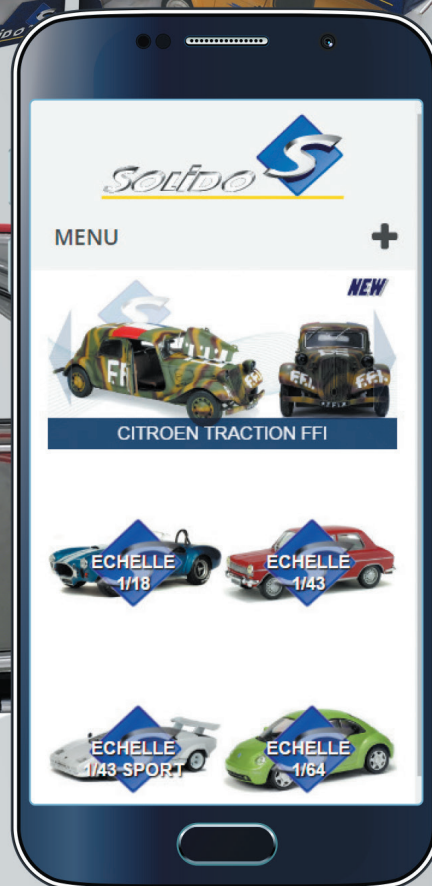 SOLIDO S
MENU
NEW
CITROEN TRACTION FFI
FFI
F.F.I.
ECHELLE
1/18
ECHELLE
1/43
ECHELLE
1/43 SPORT
ECHELLE
1/64